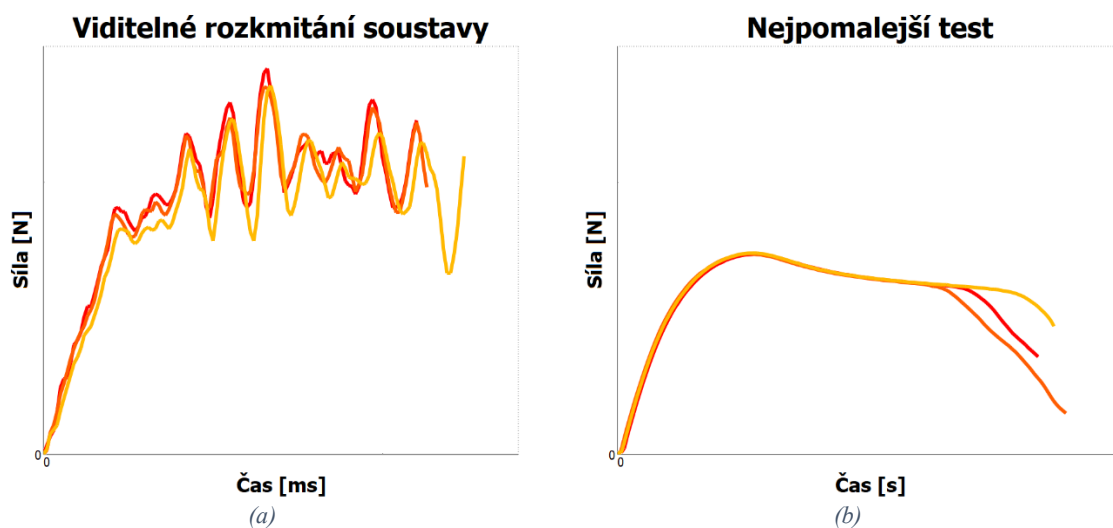 Viditelné rozkmitání soustavy
Síla [N]
0
0
Čas [ms]
(a)
Nejpomalejší test
Síla [N]
0
0
Čas [s]
(b)